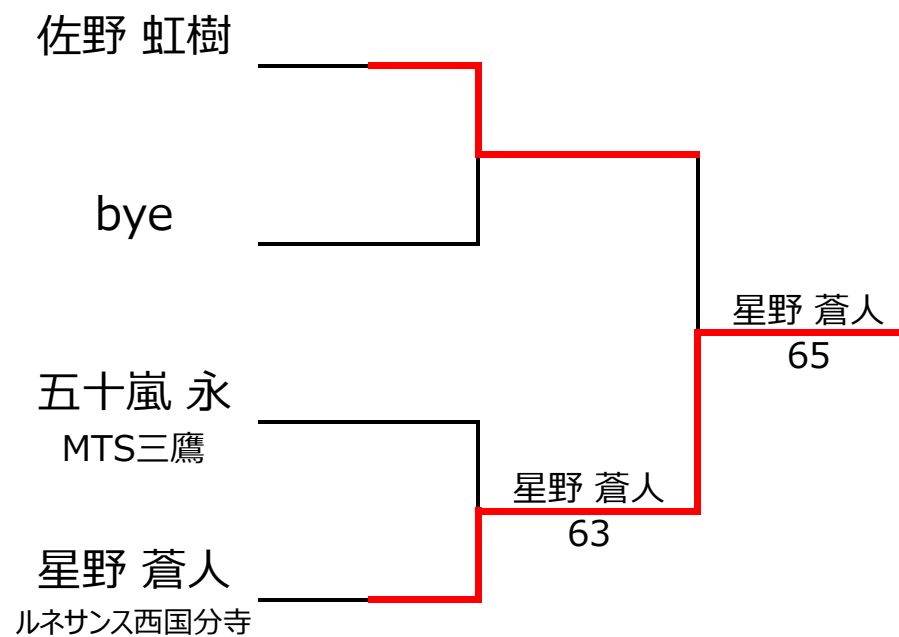 佐野 虹樹
bye
星野 蒼人
65
五十嵐 永
MTS三鷹
星野 蒼人
63
星野 蒼人
ルネサンス西国分寺